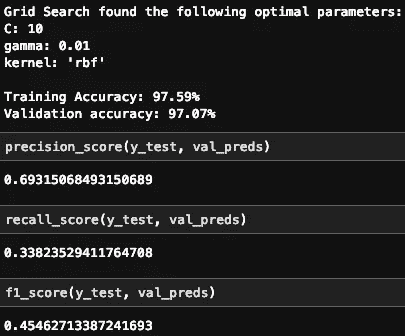 Grid Search found the following optimal parameters:
C: 10
gamma: 0.01
kernel: 'rbf'
Training Accuracy: 97.59%
Validation accuracy: 97.07%
precision_score(y_test, val_preds)
0.69315068493150689
recall_score(y_test, val_preds)
0.33823529411764708
f1_score(y_test, val_preds)
0.45462713387241693